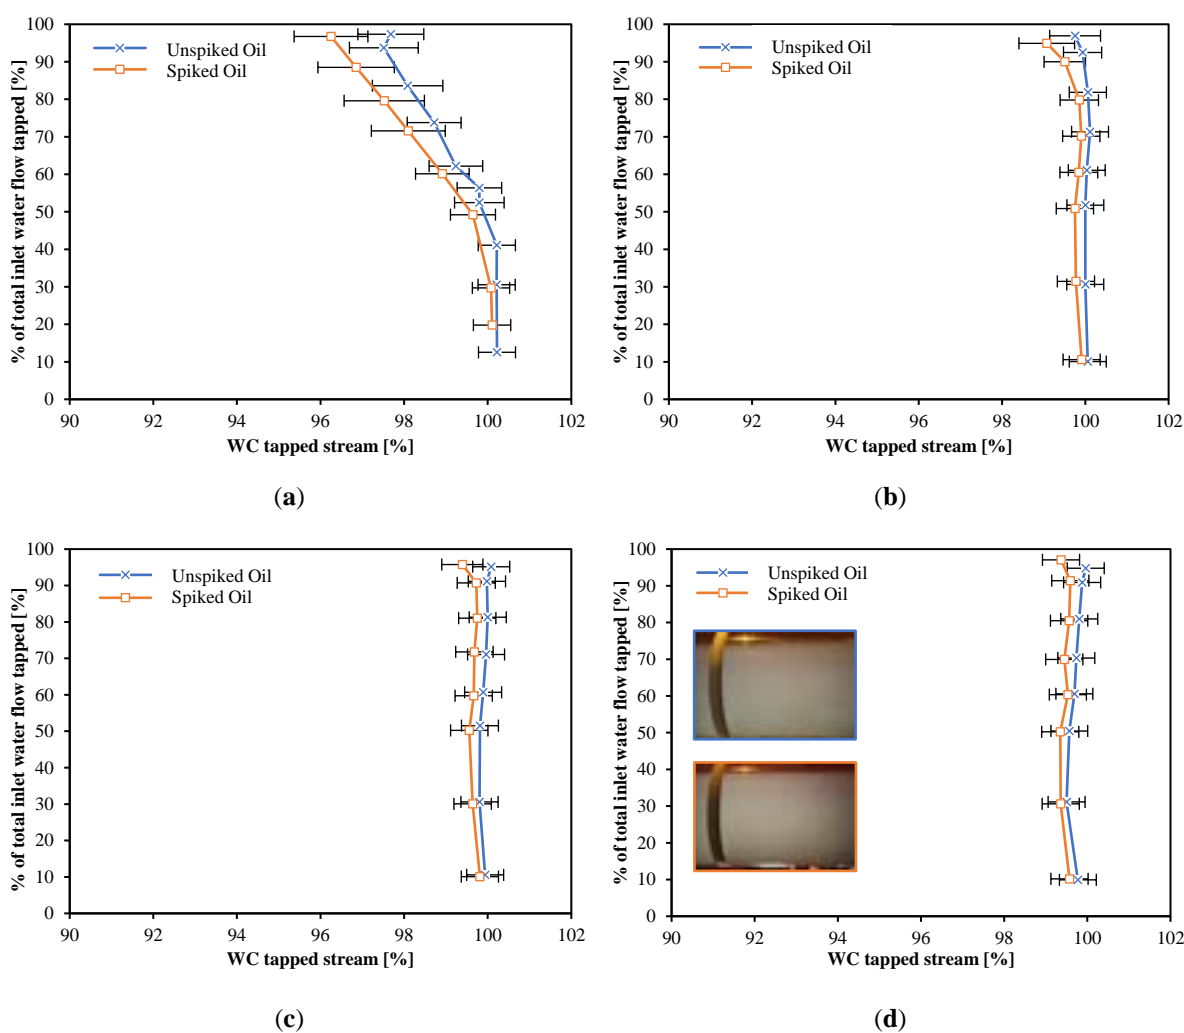 % of total inlet water flow tapped [%]
100
90
80
70
60
50
40
30
20
10
0
Unspiked Oil
Spiked Oil
90 92 94 96 98 100 102
WC tapped stream [%]
(a)
% of total inlet water flow tapped [%]
100
90
80
70
60
50
40
30
20
10
0
Unspiked Oil
Spiked Oil
90 92 94 96 98 100 102
WC tapped stream [%]
(b)
% of total inlet water flow tapped [%]
100
90
80
70
60
50
40
30
20
10
0
Unspiked Oil
Spiked Oil
90 92 94 96 98 100 102
WC tapped stream [%]
(c)
% of total inlet water flow tapped [%]
100
90
80
70
60
50
40
30
20
10
0
Unspiked Oil
Spiked Oil
90 92 94 96 98 100 102
WC tapped stream [%]
(d)